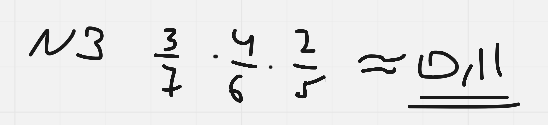 N3 3/7 · 4/6 · 2/5 ≈ 0,11